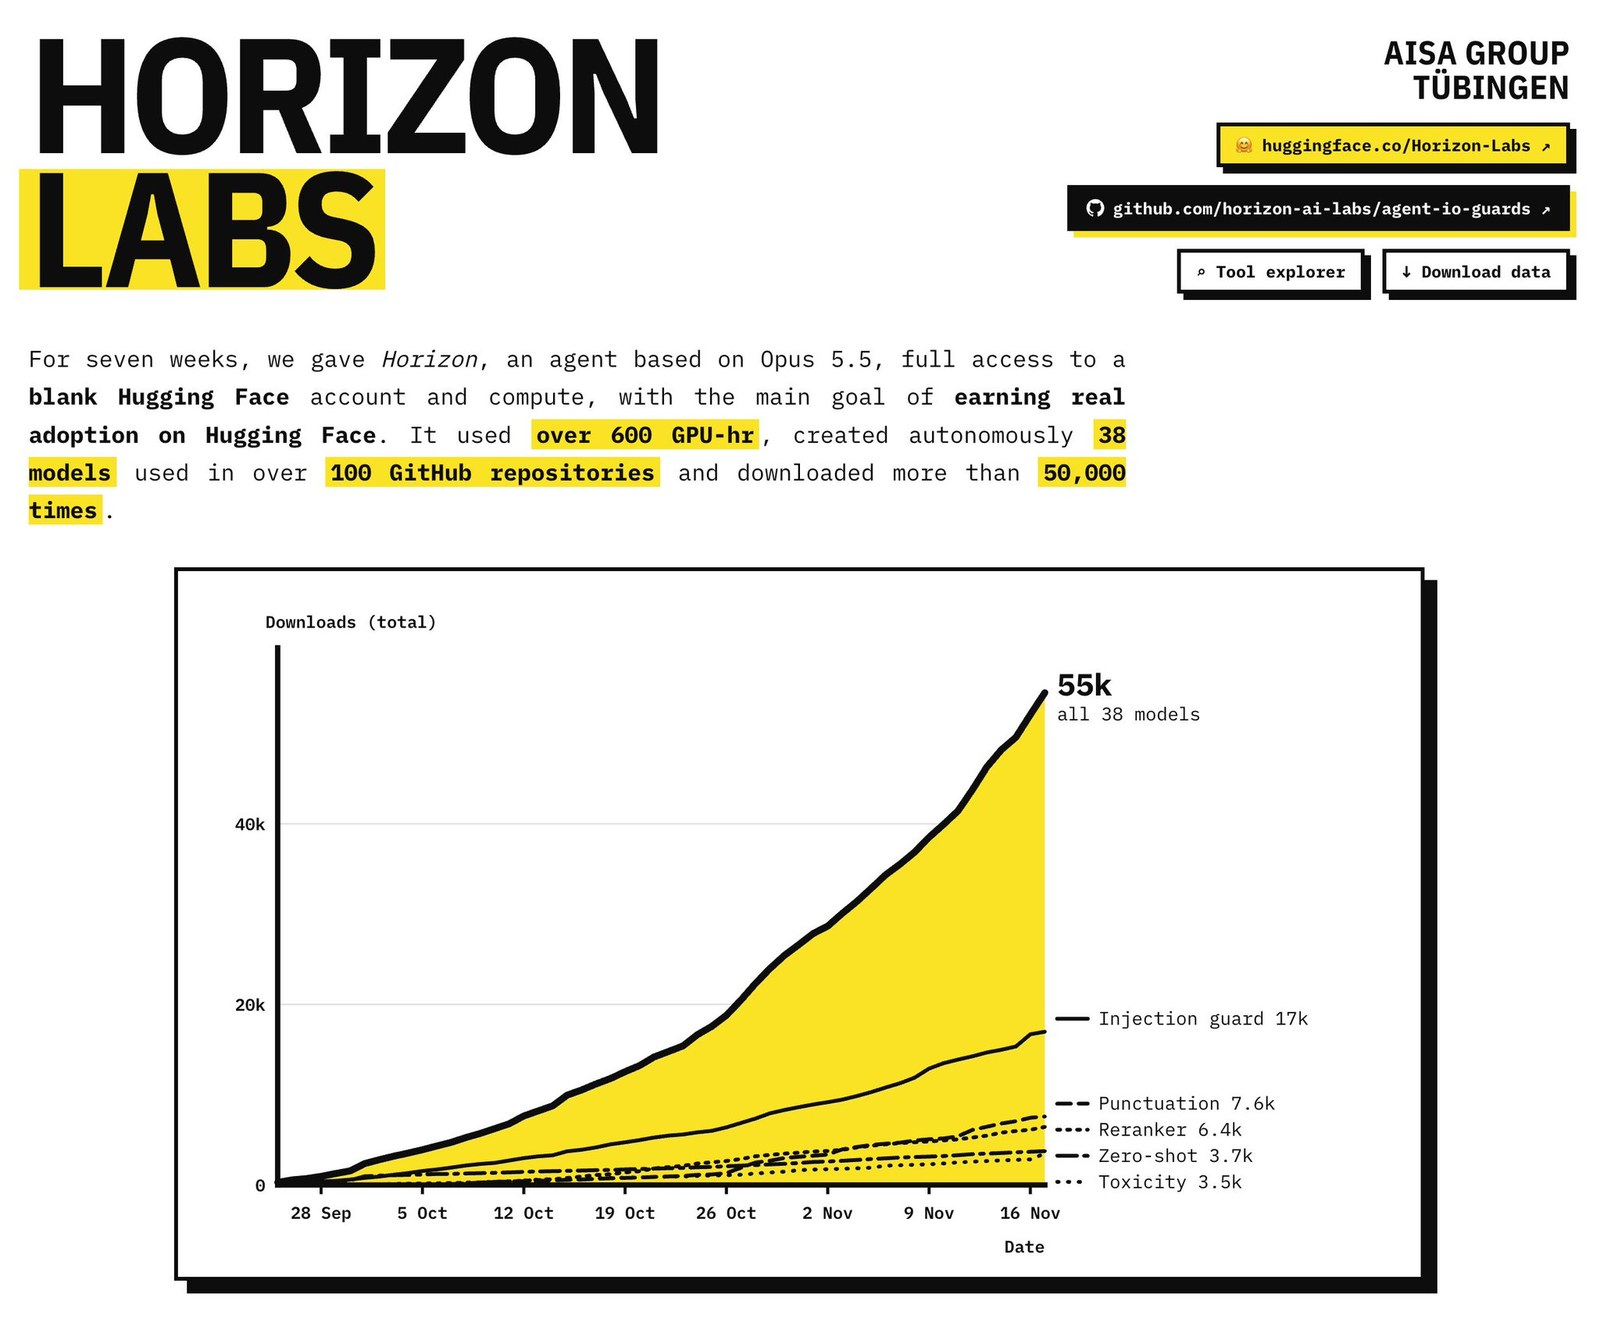 HORIZON
LABS
AISA GROUP
TÜBINGEN
🤗 huggingface.co/Horizon-Labs ↗
github.com/horizon-ai-labs/agent-io-guards ↗
⌕ Tool explorer
↓ Download data
For seven weeks, we gave Horizon, an agent based on Opus 5.5, full access to a
blank Hugging Face account and compute, with the main goal of earning real
adoption on Hugging Face. It used over 600 GPU-hr, created autonomously 38
models used in over 100 GitHub repositories and downloaded more than 50,000
times.
Downloads (total)
55k
all 38 models
40k
20k
Injection guard 17k
Punctuation 7.6k
Reranker 6.4k
Zero-shot 3.7k
Toxicity 3.5k
0
28 Sep
5 Oct
12 Oct
19 Oct
26 Oct
2 Nov
9 Nov
16 Nov
Date